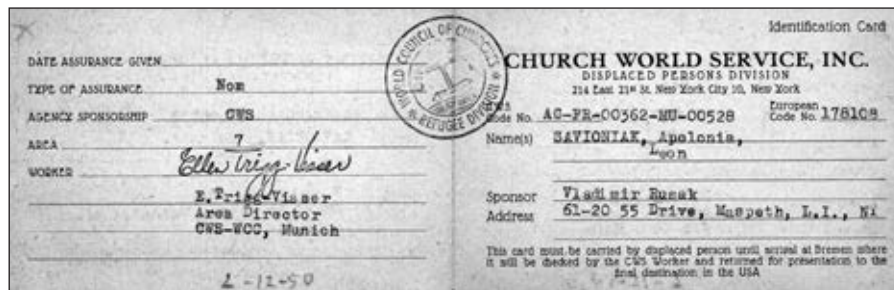 DATE ASSURANCE GIVEN
TYPE OF ASSURANCE Nom
AGENCY SPONSORSHIP CWS
AREA 7
WORKER Ellen Trigg-Visser
E. Trigg-Visser
Area Director
CWS-WCC, Munich
2-12-50
WORLD COUNCIL OF CHURCHES
REFUGEE DIVISION
Identification Card
CHURCH WORLD SERVICE, INC.
DISPLACED PERSONS DIVISION
214 East 21st St. New York City 10, New York
Code No. AC-PR-00362-MU-00528 European Code No. 178108
Name(s) SAVIONIAK, Apolonia,
Leon
Sponsor Vladimir Rusak
Address 61-20 55 Drive, Maspeth, L.I., NY
This card must be carried by displaced person until arrival at Bremen where
it will be checked by the CWS Worker and returned for presentation to the
final destination in the USA